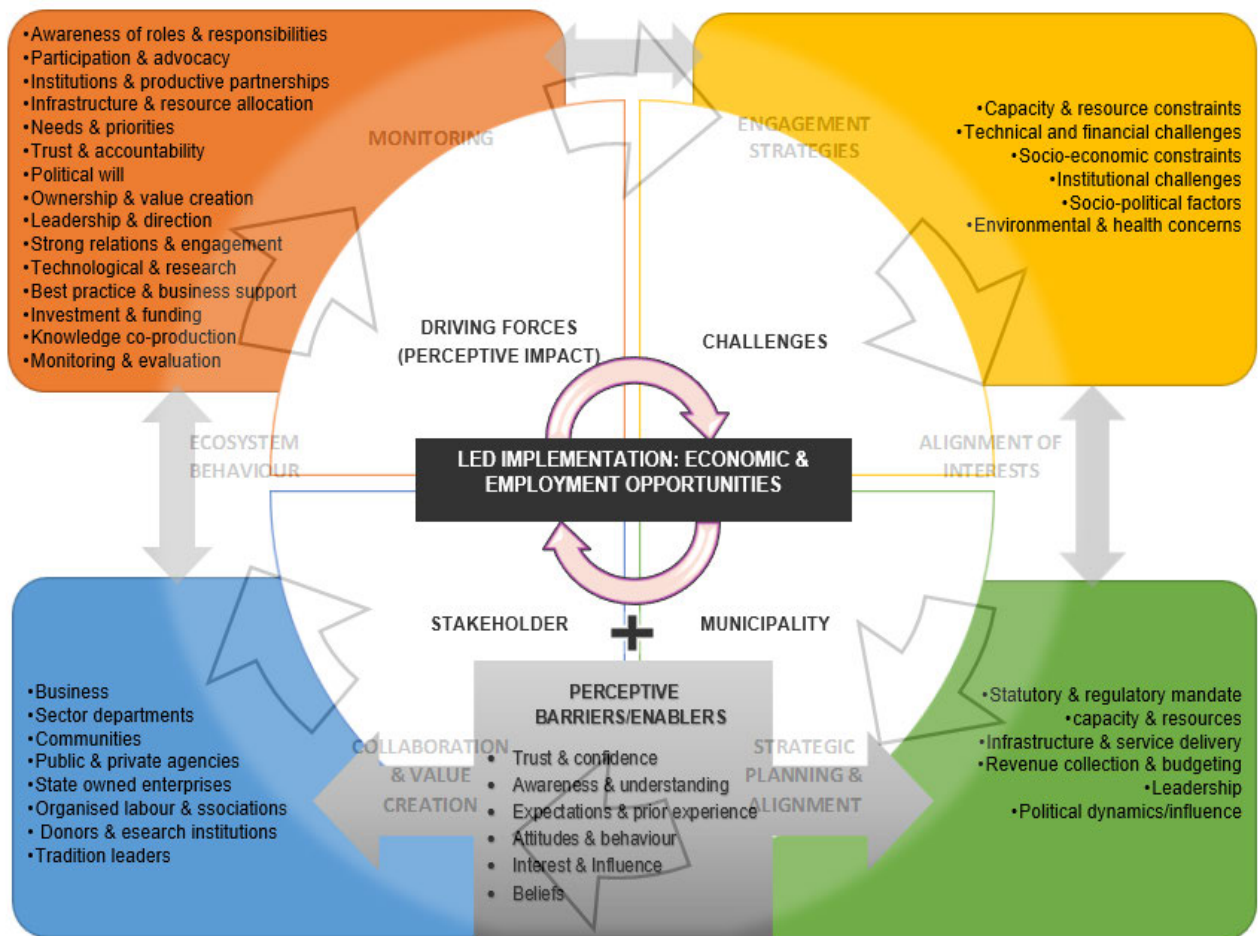 •Awareness of roles & responsibilities
•Participation & advocacy
•Institutions & productive partnerships
•Infrastructure & resource allocation
•Needs & priorities
•Trust & accountability
•Political will
•Ownership & value creation
•Leadership & direction
•Strong relations & engagement
•Technological & research
•Best practice & business support
•Investment & funding
•Knowledge co-production
•Monitoring & evaluation
MONITORING
ENGAGEMENT
STRATEGIES
•Capacity & resource constraints
•Technical and financial challenges
•Socio-economic constraints
•Institutional challenges
•Socio-political factors
•Environmental & health concerns
DRIVING FORCES
(PERCEPTIVE IMPACT)
CHALLENGES
ECOSYSTEM
BEHAVIOUR
LED IMPLEMENTATION: ECONOMIC &
EMPLOYMENT OPPORTUNITIES
ALIGNMENT OF
INTERESTS
STAKEHOLDER
MUNICIPALITY
•Business
•Sector departments
•Communities
•Public & private agencies
•State owned enterprises
•Organised labour & ssociations
• Donors & esearch institutions
•Tradition leaders
COLLABORATION
& VALUE
CREATION
PERCEPTIVE
BARRIERS/ENABLERS
• Trust & confidence
• Awareness & understanding
• Expectations & prior experience
• Attitudes & behaviour
• Interest & Influence
• Beliefs
STRATEGIC
PLANNING &
ALIGNMENT
•Statutory & regulatory mandate
•capacity & resources
•Infrastructure & service delivery
•Revenue collection & budgeting
•Leadership
•Political dynamics/influence